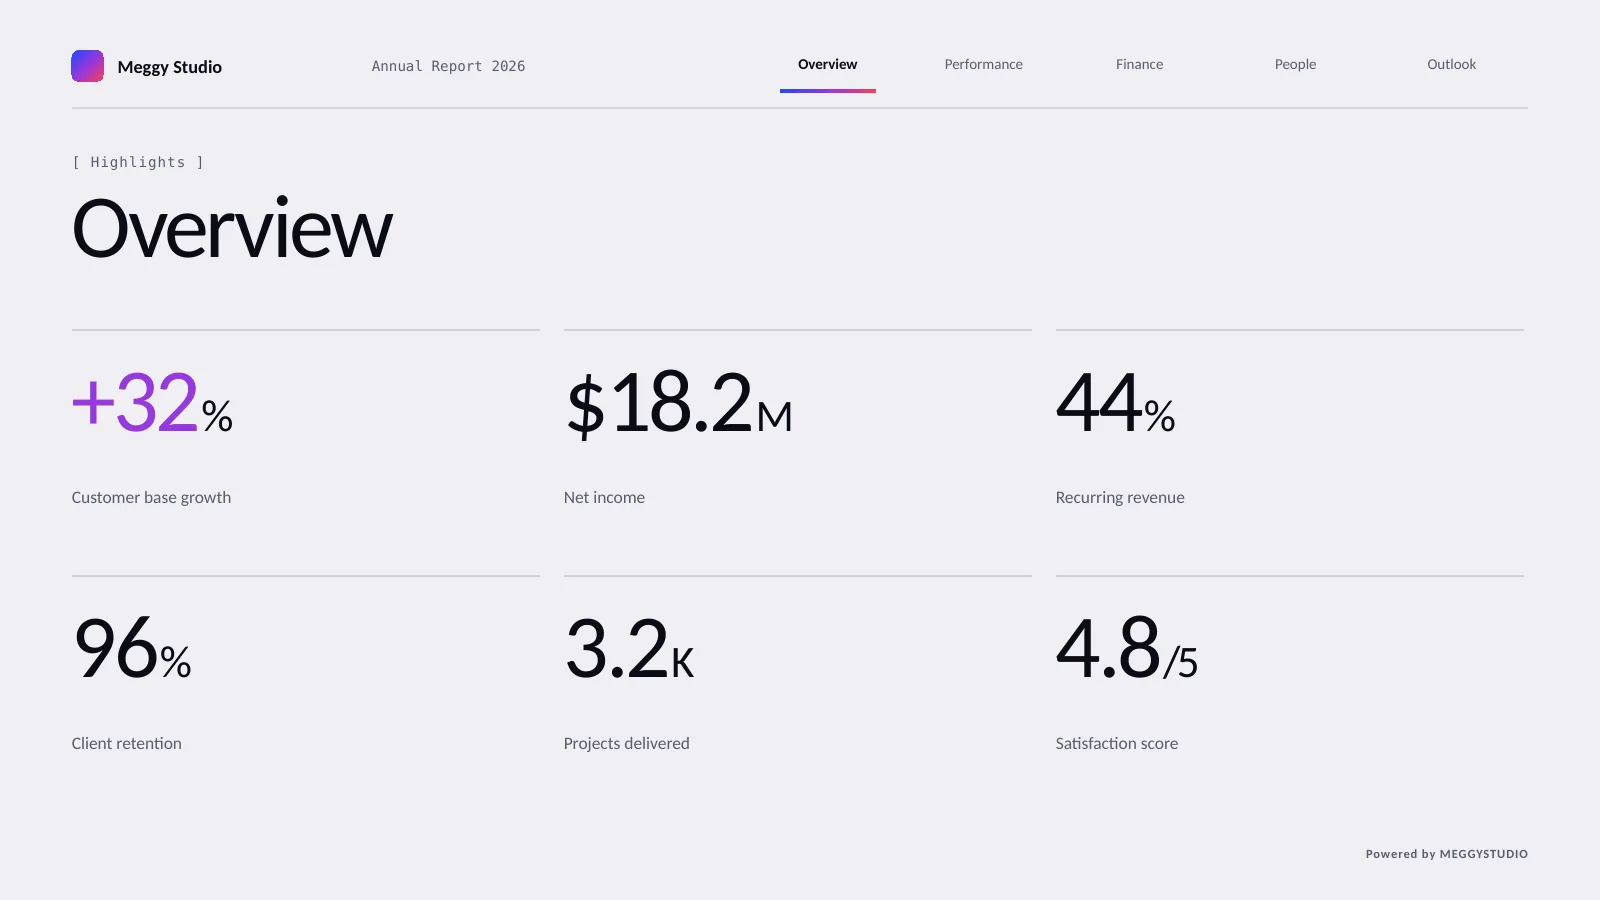 Meggy Studio
Annual Report 2026
Overview
Performance
Finance
People
Outlook
[ Highlights ]
Overview
+32%
$18.2M
44%
Customer base growth
Net income
Recurring revenue
96%
3.2K
4.8/5
Client retention
Projects delivered
Satisfaction score
Powered by MEGGYSTUDIO